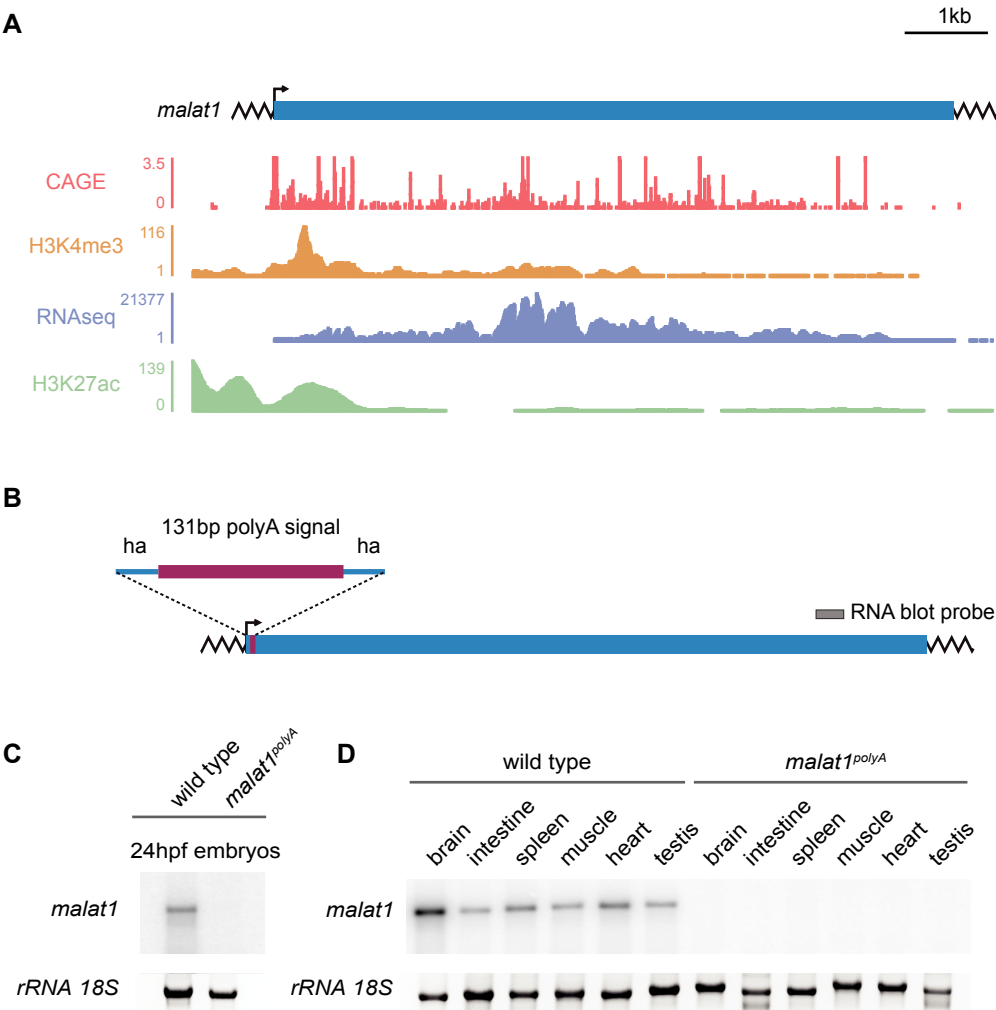 A
1kb
malat1
CAGE
3.5
0
H3K4me3
116
1
RNAseq
21377
1
H3K27ac
139
0
B
131bp polyA signal
ha
ha
RNA blot probe
C
wild type
malat1polyA
24hpf embryos
malat1
rRNA 18S
D
wild type
malat1polyA
brain
intestine
spleen
muscle
heart
testis
brain
intestine
spleen
muscle
heart
testis
malat1
rRNA 18S